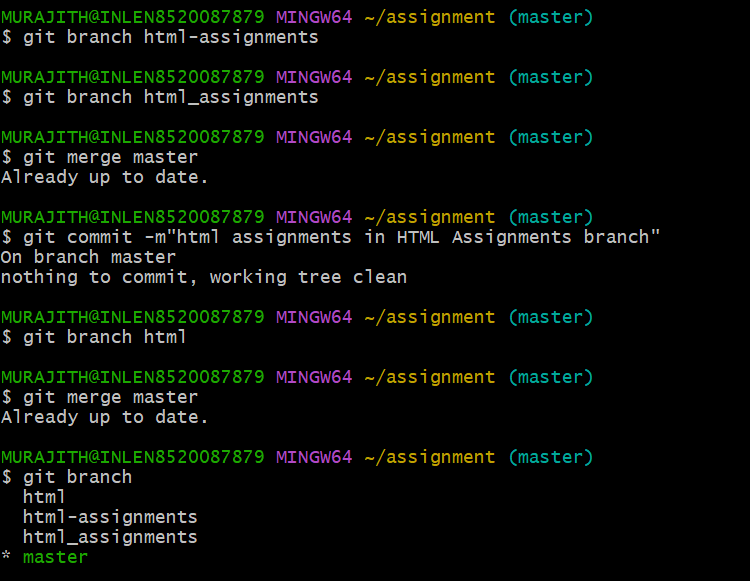 MURAJITH@INLEN8520087879 MINGW64 ~/assignment (master)
$ git branch html-assignments
MURAJITH@INLEN8520087879 MINGW64 ~/assignment (master)
$ git branch html_assignments
MURAJITH@INLEN8520087879 MINGW64 ~/assignment (master)
$ git merge master
Already up to date.
MURAJITH@INLEN8520087879 MINGW64 ~/assignment (master)
$ git commit -m"html assignments in HTML Assignments branch"
On branch master
nothing to commit, working tree clean
MURAJITH@INLEN8520087879 MINGW64 ~/assignment (master)
$ git branch html
MURAJITH@INLEN8520087879 MINGW64 ~/assignment (master)
$ git merge master
Already up to date.
MURAJITH@INLEN8520087879 MINGW64 ~/assignment (master)
$ git branch
  html
  html-assignments
  html_assignments
* master